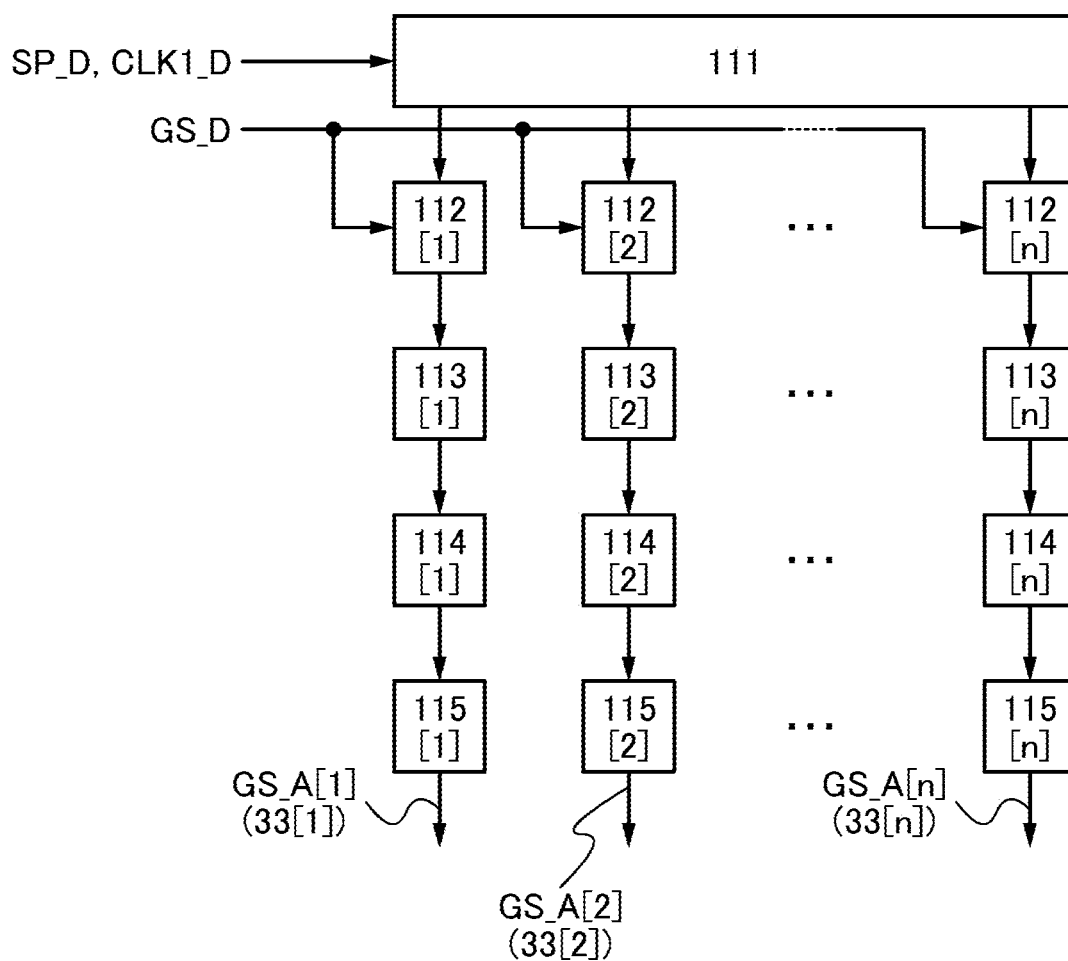 SP_D, CLK1_D
111
GS_D
112 112 ... 112
[1] [2] [n]
113 113 ... 113
[1] [2] [n]
114 114 ... 114
[1] [2] [n]
115 115 ... 115
[1] [2] [n]
GS_A[1] GS_A[n]
(33[1]) (33[n])
GS_A[2]
(33[2])